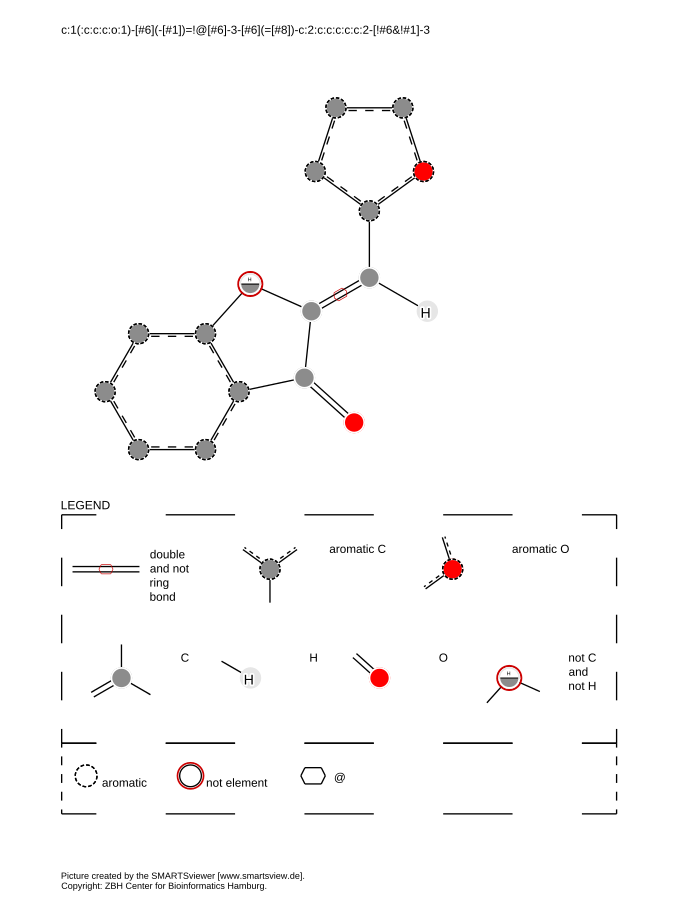 c:1(:c:c:c:o:1)-[#6](-[#1])=!@[#6]-3-[#6](=[#8])-c:2:c:c:c:c:c:2-[!#6&!#1]-3
H
H
LEGEND
double
and not
ring
bond
aromatic C
aromatic O
C
H
H
O
H
not C
and
not H
aromatic
not element
@
Picture created by the SMARTSviewer [www.smartsview.de].
Copyright: ZBH Center for Bioinformatics Hamburg.